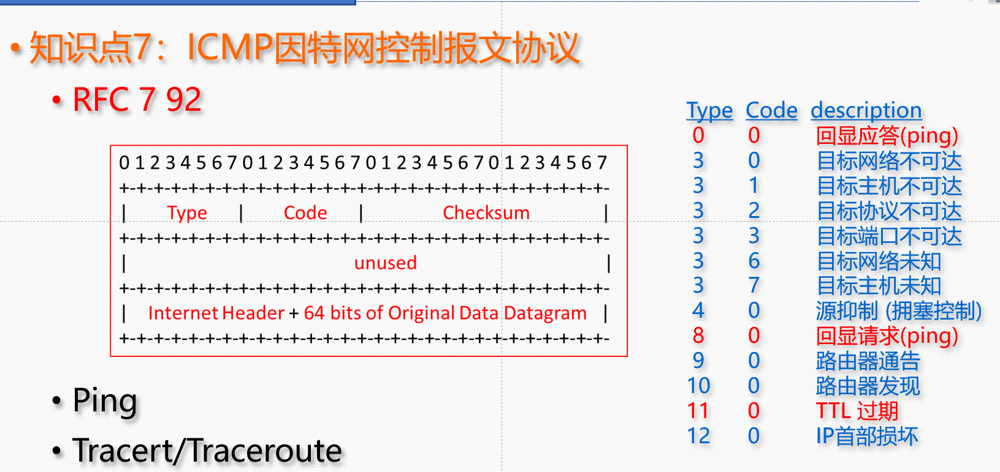 • 知识点7：ICMP因特网控制报文协议
• RFC 7 92
0 1 2 3 4 5 6 7 0 1 2 3 4 5 6 7 0 1 2 3 4 5 6 7 0 1 2 3 4 5 6 7
+-+-+-+-+-+-+-+-+-+-+-+-+-+-+-+-+-+-+-+-+-+-+-+-+-+-+-+-+-
| Type | Code | Checksum |
+-+-+-+-+-+-+-+-+-+-+-+-+-+-+-+-+-+-+-+-+-+-+-+-+-+-+-+-+-
| unused |
+-+-+-+-+-+-+-+-+-+-+-+-+-+-+-+-+-+-+-+-+-+-+-+-+-+-+-+-+-
| Internet Header + 64 bits of Original Data Datagram |
+-+-+-+-+-+-+-+-+-+-+-+-+-+-+-+-+-+-+-+-+-+-+-+-+-+-+-+-+-
• Ping
• Tracert/Traceroute
Type Code description
0 0 回显应答(ping)
3 0 目标网络不可达
3 1 目标主机不可达
3 2 目标协议不可达
3 3 目标端口不可达
3 6 目标网络未知
3 7 目标主机未知
4 0 源抑制 (拥塞控制)
8 0 回显请求(ping)
9 0 路由器通告
10 0 路由器发现
11 0 TTL 过期
12 0 IP首部损坏